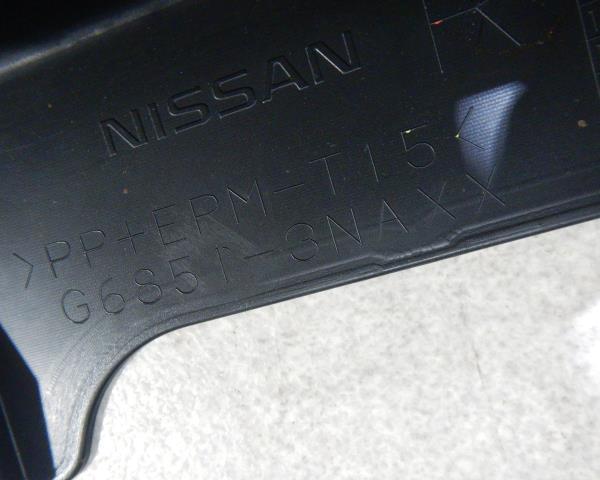 NISSAN
>PP+EPM-T15<
G6851-3NAXX